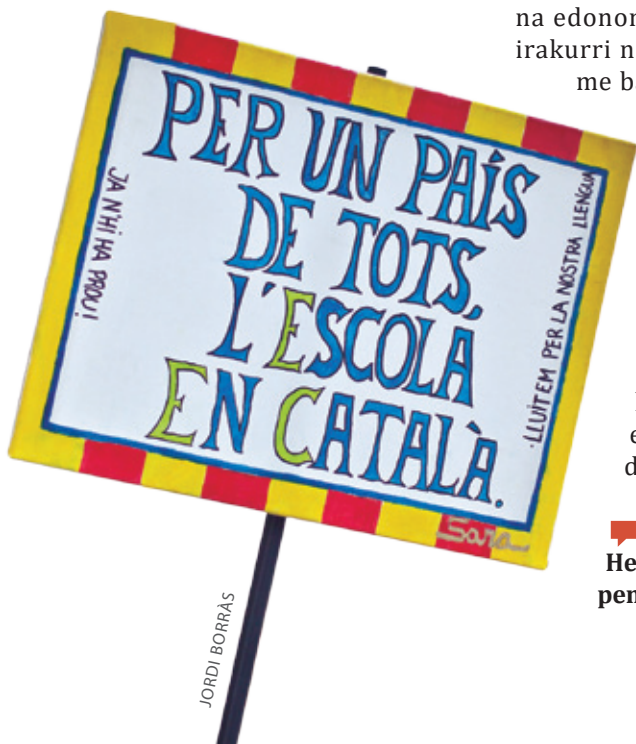 na edonor
irakurri n
me b
PER UN PAÍS
DE TOTS,
L'ESCOLA
EN CATALÀ.
JA N'HI HA PROU!
·LLUITEM PER LA NOSTRA LLENGUA
Sara
e
d
He
pen
JORDI BORRÀS